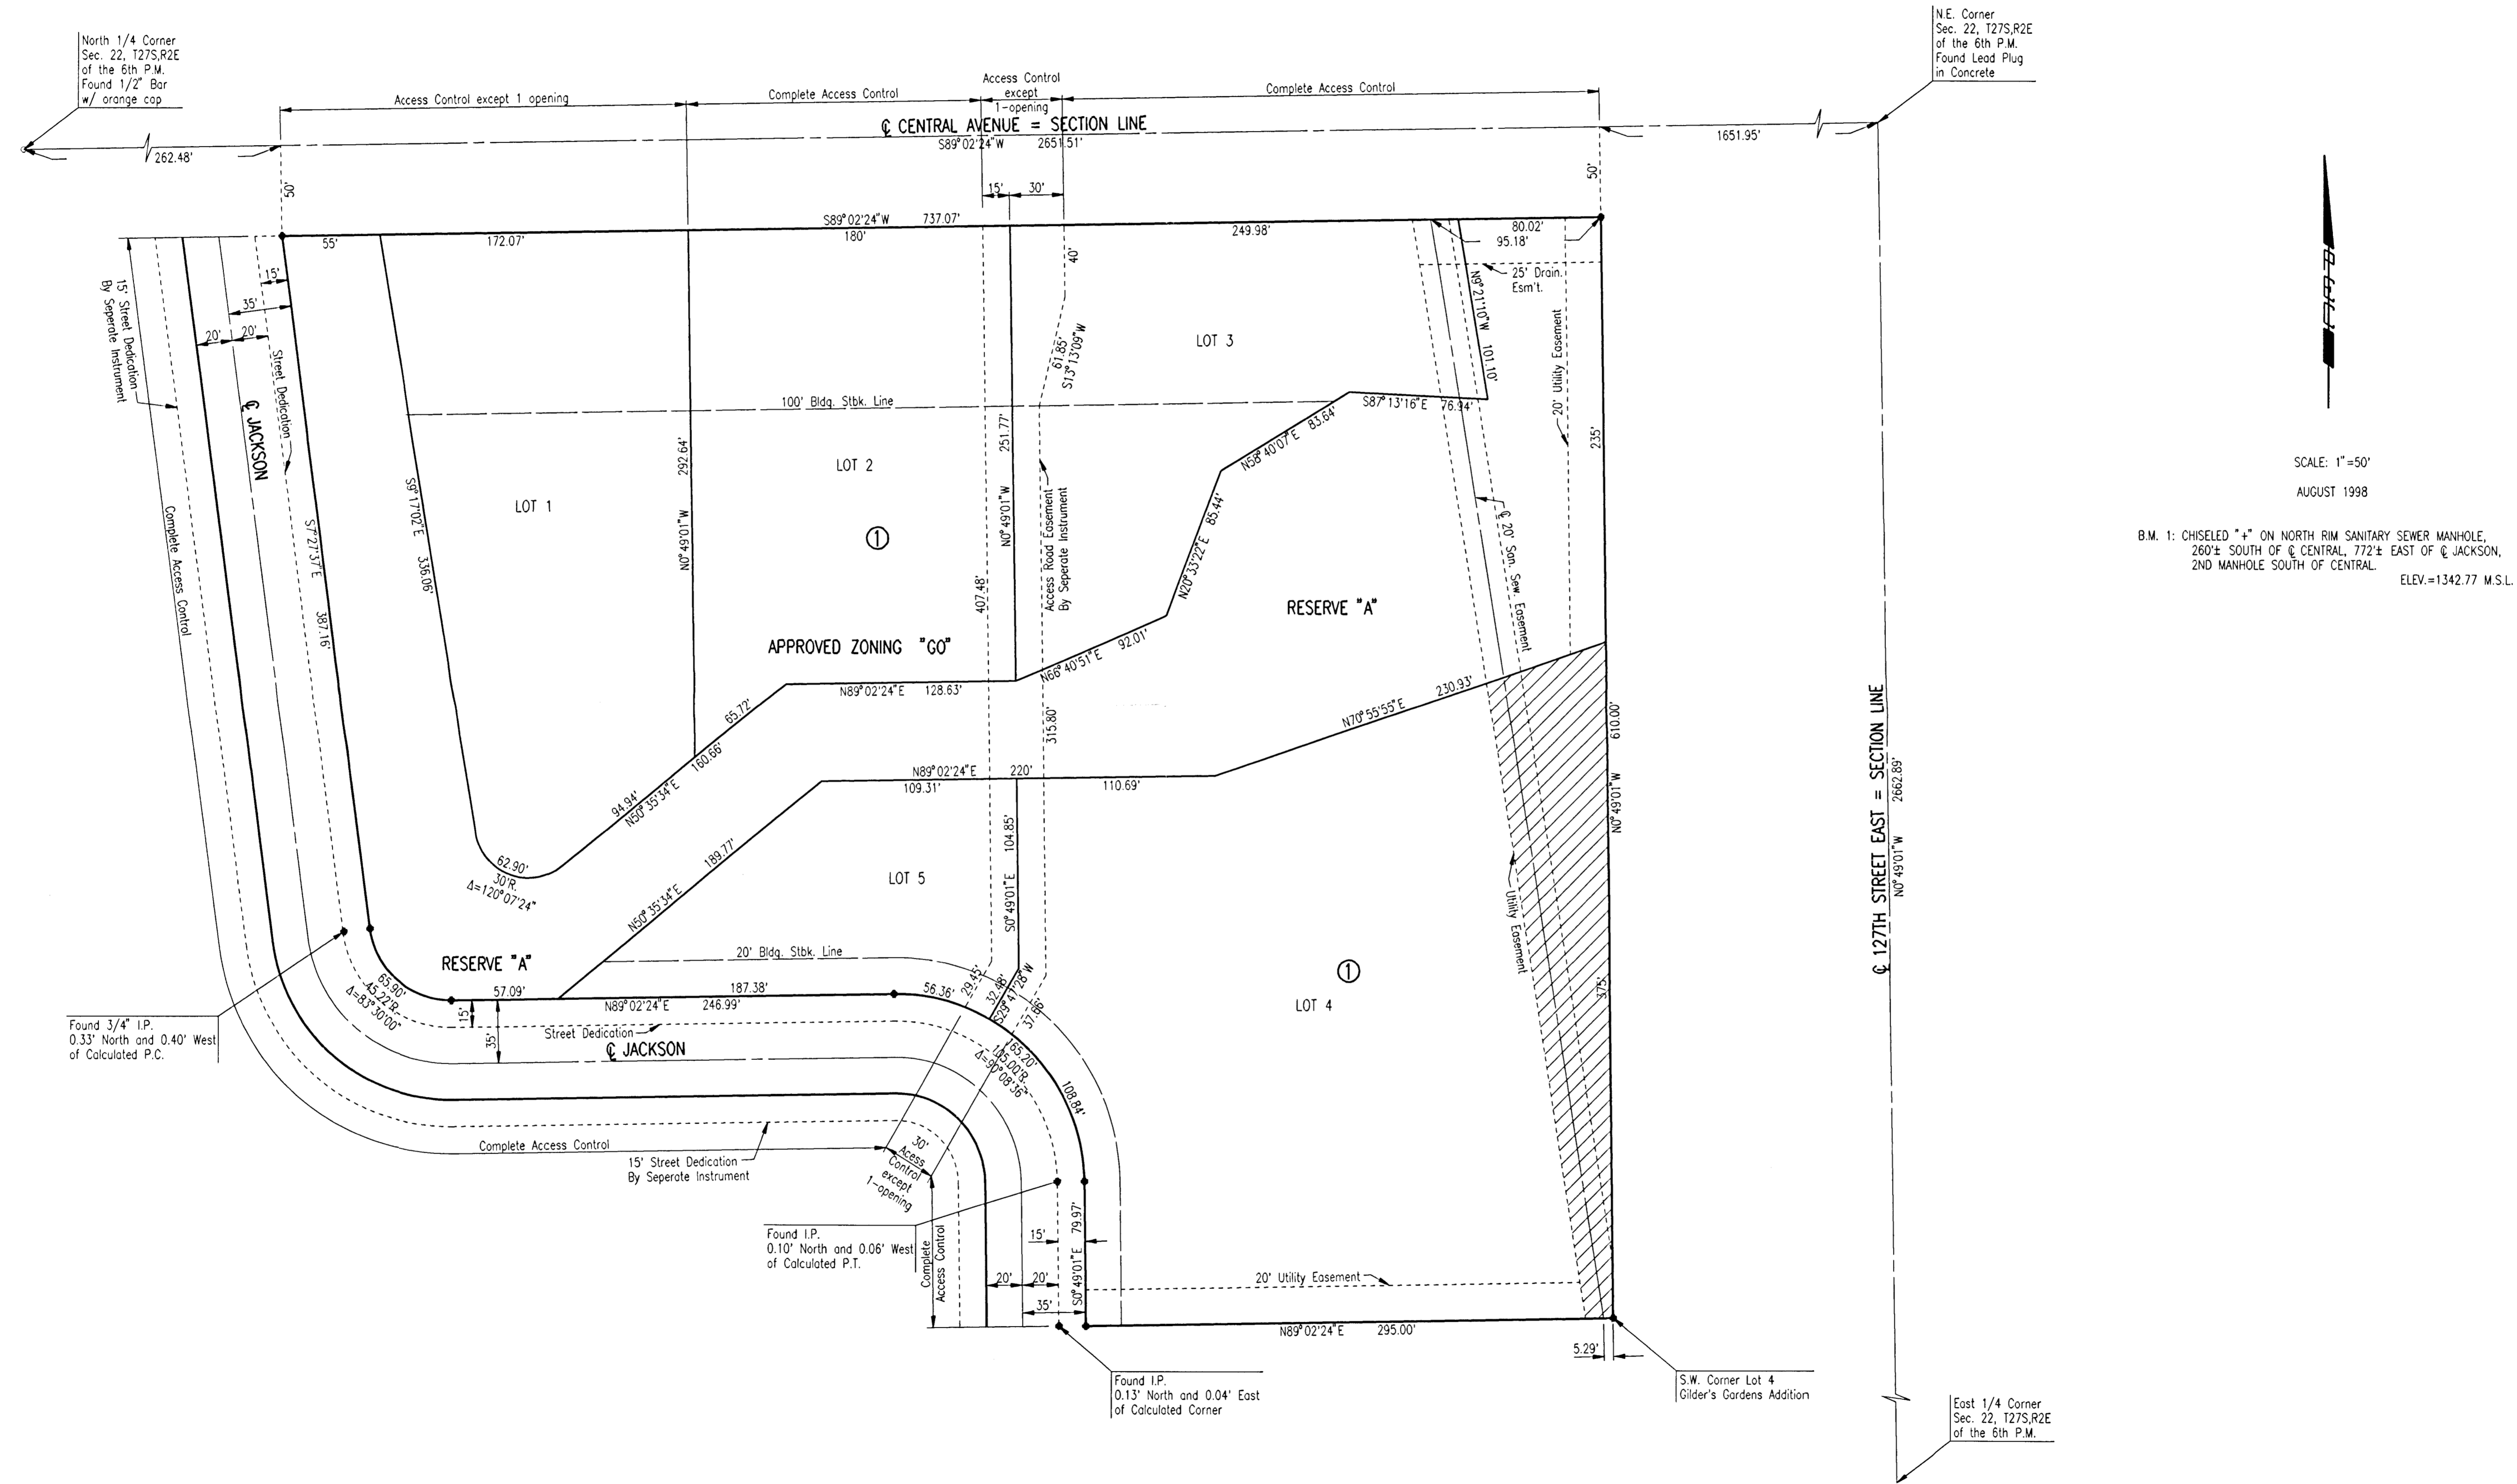 North 1/4 Corner
Sec. 22, T27S,R2E
of the 6th P.M.
Found 1/2" Bar
w/ orange cap
N.E. Corner
Sec. 22, T27S,R2E
of the 6th P.M.
Found Lead Plug
in Concrete
Access Control except 1 opening
Complete Access Control
Access Control
except
1-opening
Complete Access Control
℄ CENTRAL AVENUE = SECTION LINE
S89°02'24"W 2651.51'
262.48'
1651.95'
50'
50'
15'
30'
S89°02'24"W 737.07'
55'
172.07'
180'
249.98'
80.02'
95.18'
25' Drain.
Esm't.
40'
15'
35'
20'
20'
15' Street Dedication
By Seperate Instrument
Street Dedication
℄ JACKSON
Complete Access Control
S7°27'37"E 387.16'
S9°17'02"E 336.06'
LOT 1
N0°49'01"W 292.64'
100' Bldg. Stbk. Line
LOT 2
1
APPROVED ZONING "GO"
N0°49'01"W 251.77'
407.48'
61.85'
S13°13'09"W
Access Road Easement
By Seperate Instrument
LOT 3
N9°21'10"W 101.10'
S87°13'16"E 76.94'
N58°40'07"E 83.64'
N20°33'22"E 85.44'
N66°40'51"E 92.01'
20' Utility Easement
235'
℄ 20' San. Sew. Easement
RESERVE "A"
SCALE: 1"=50'
AUGUST 1998
B.M. 1: CHISELED "+" ON NORTH RIM SANITARY SEWER MANHOLE,
260'± SOUTH OF ℄ CENTRAL, 772'± EAST OF ℄ JACKSON,
2ND MANHOLE SOUTH OF CENTRAL.
ELEV.=1342.77 M.S.L.
N89°02'24"E 128.63'
65.72'
160.66'
94.94'
N50°35'34"E
62.90'
30'R.
Δ=120°07'24"
315.80'
N70°55'55"E 230.93'
N89°02'24"E 220'
109.31'
110.69'
N50°35'34"E 189.77'
LOT 5
S0°49'01"E 104.85'
N0°49'01"W 610.00'
℄ 127TH STREET EAST = SECTION LINE
N0°49'01"W 2662.89'
Utility Easement
1
LOT 4
375'
RESERVE "A"
20' Bldg. Stbk. Line
65.90'
45.22'R.
Δ=83°30'00"
57.09'
187.38'
N89°02'24"E 246.99'
56.36'
29.45'
32.48'
S29°47'28"W
37.66'
165.20'
105.00'R.
Δ=90°08'36"
108.84'
15'
35'
Street Dedication
℄ JACKSON
Found 3/4" I.P.
0.33' North and 0.40' West
of Calculated P.C.
Complete Access Control
15' Street Dedication
By Seperate Instrument
30'
Acess
Control
except
1-opening
Found I.P.
0.10' North and 0.06' West
of Calculated P.T.
Complete
Access Control
15'
20'
20'
35'
S0°49'01"E 79.97'
20' Utility Easement
N89°02'24"E 295.00'
5.29'
Found I.P.
0.13' North and 0.04' East
of Calculated Corner
S.W. Corner Lot 4
Gilder's Gardens Addition
East 1/4 Corner
Sec. 22, T27S,R2E
of the 6th P.M.